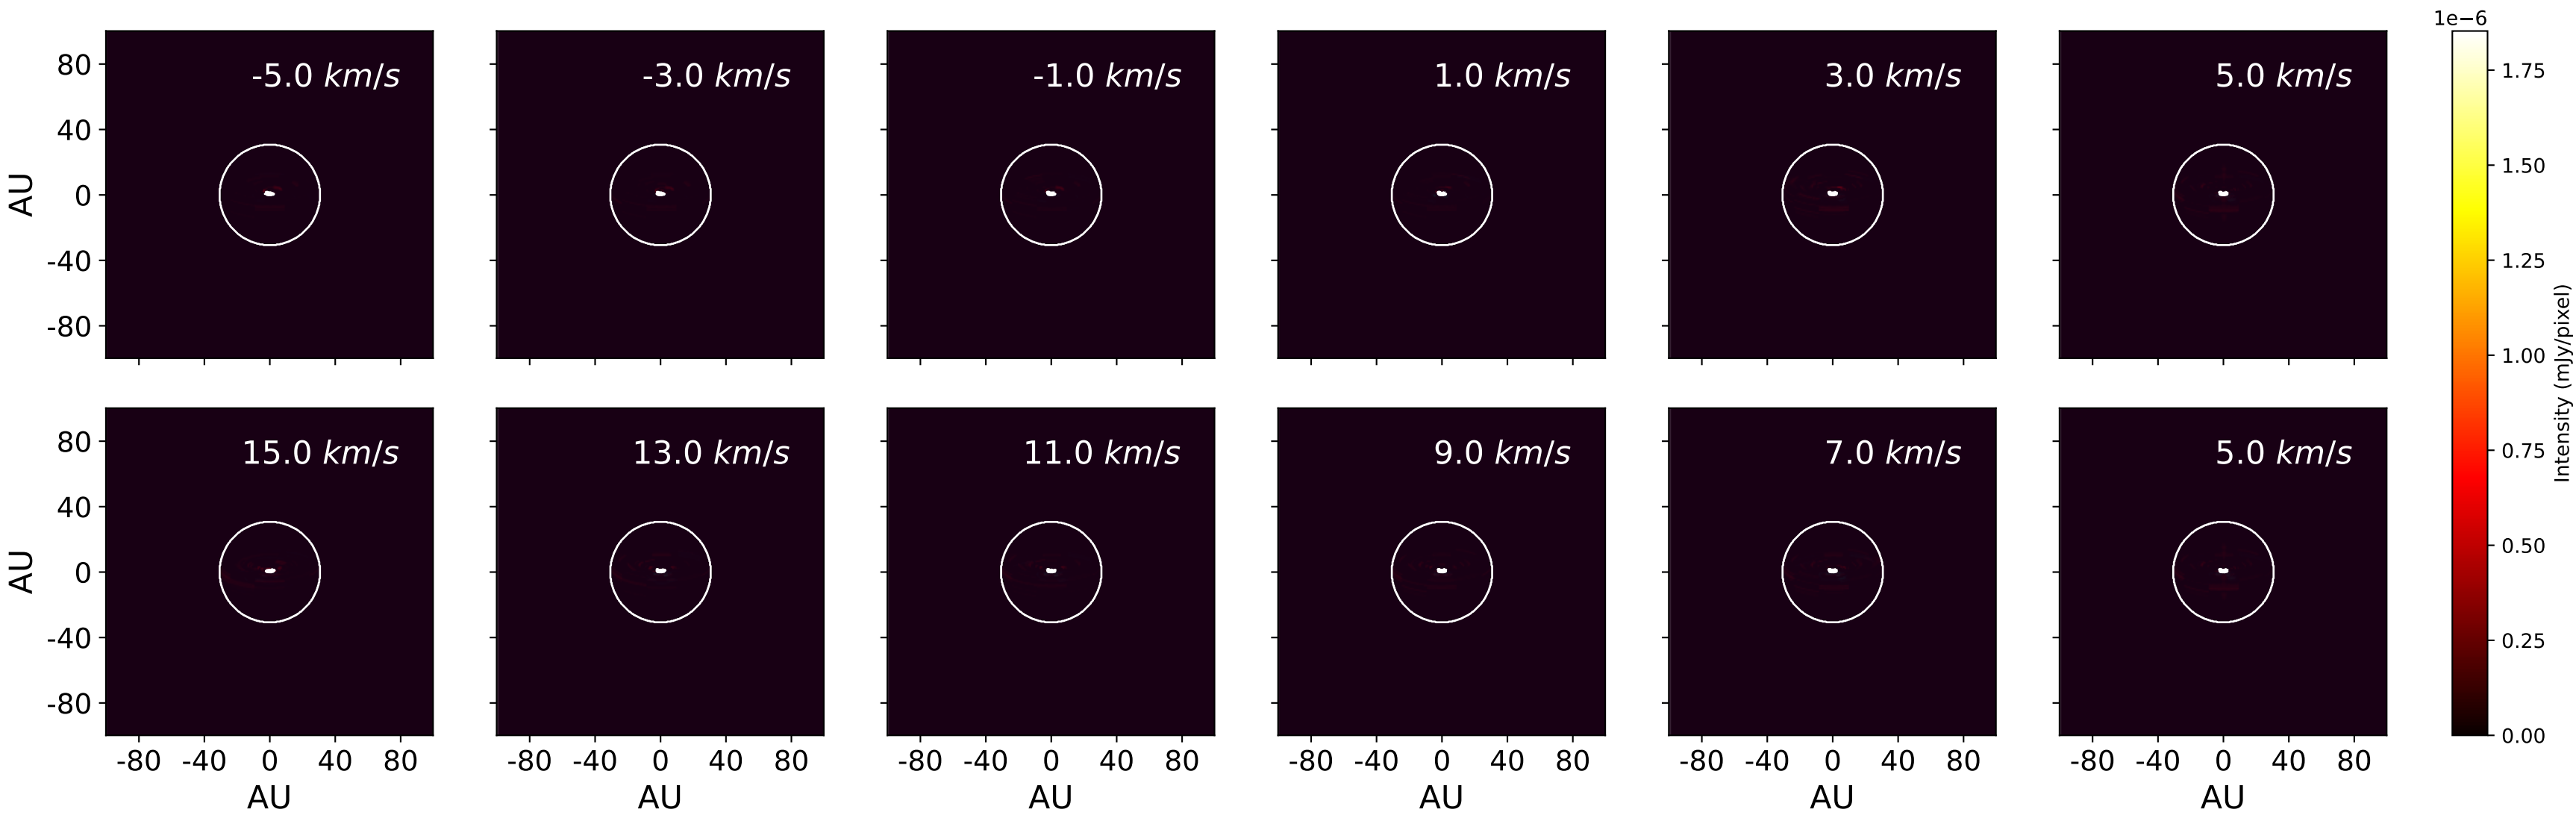 1e−6
-5.0 km/s -3.0 km/s -1.0 km/s 1.0 km/s 3.0 km/s 5.0 km/s
80
40
0
-40
-80
AU
15.0 km/s 13.0 km/s 11.0 km/s 9.0 km/s 7.0 km/s 5.0 km/s
80
40
0
-40
-80
AU
-80 -40 0 40 80 -80 -40 0 40 80 -80 -40 0 40 80 -80 -40 0 40 80 -80 -40 0 40 80 -80 -40 0 40 80
AU AU AU AU AU AU
1.75
1.50
1.25
1.00
0.75
0.50
0.25
0.00
Intensity (mJy/pixel)